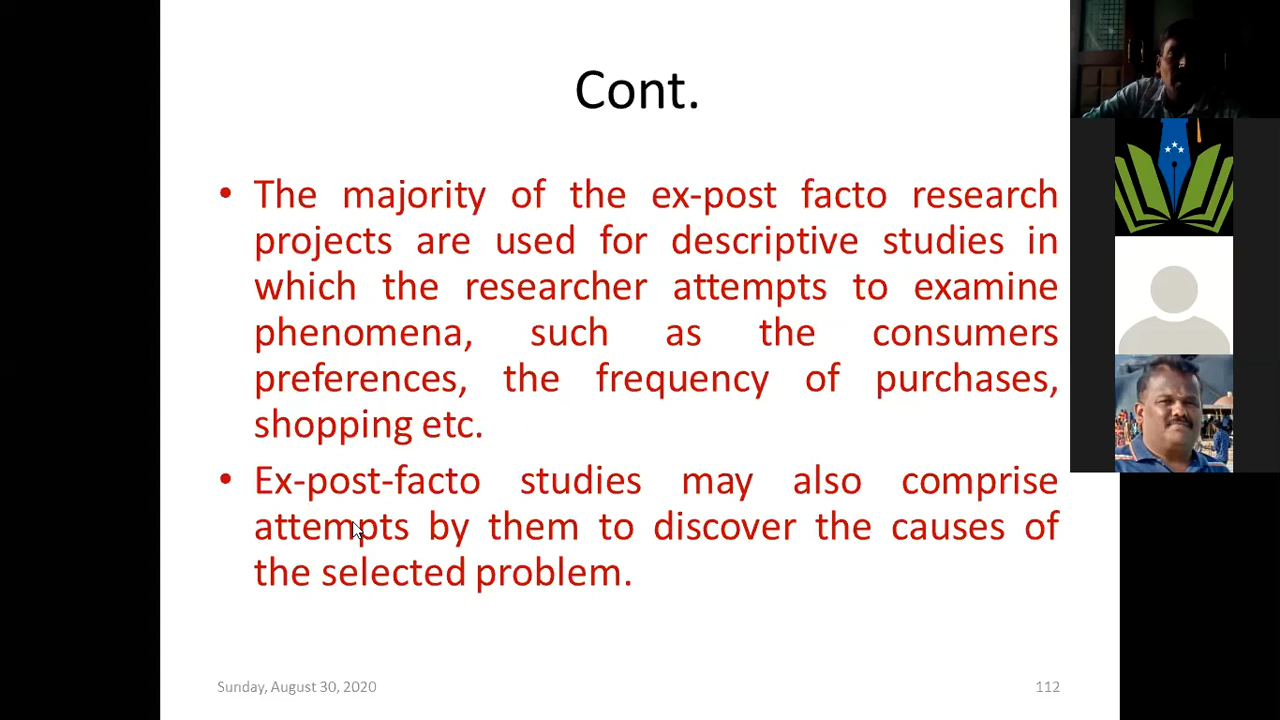 Cont.
• The majority of the ex-post facto research
projects are used for descriptive studies in
which the researcher attempts to examine
phenomena, such as the consumers
preferences, the frequency of purchases,
shopping etc.
• Ex-post-facto studies may also comprise
attempts by them to discover the causes of
the selected problem.
Sunday, August 30, 2020
112